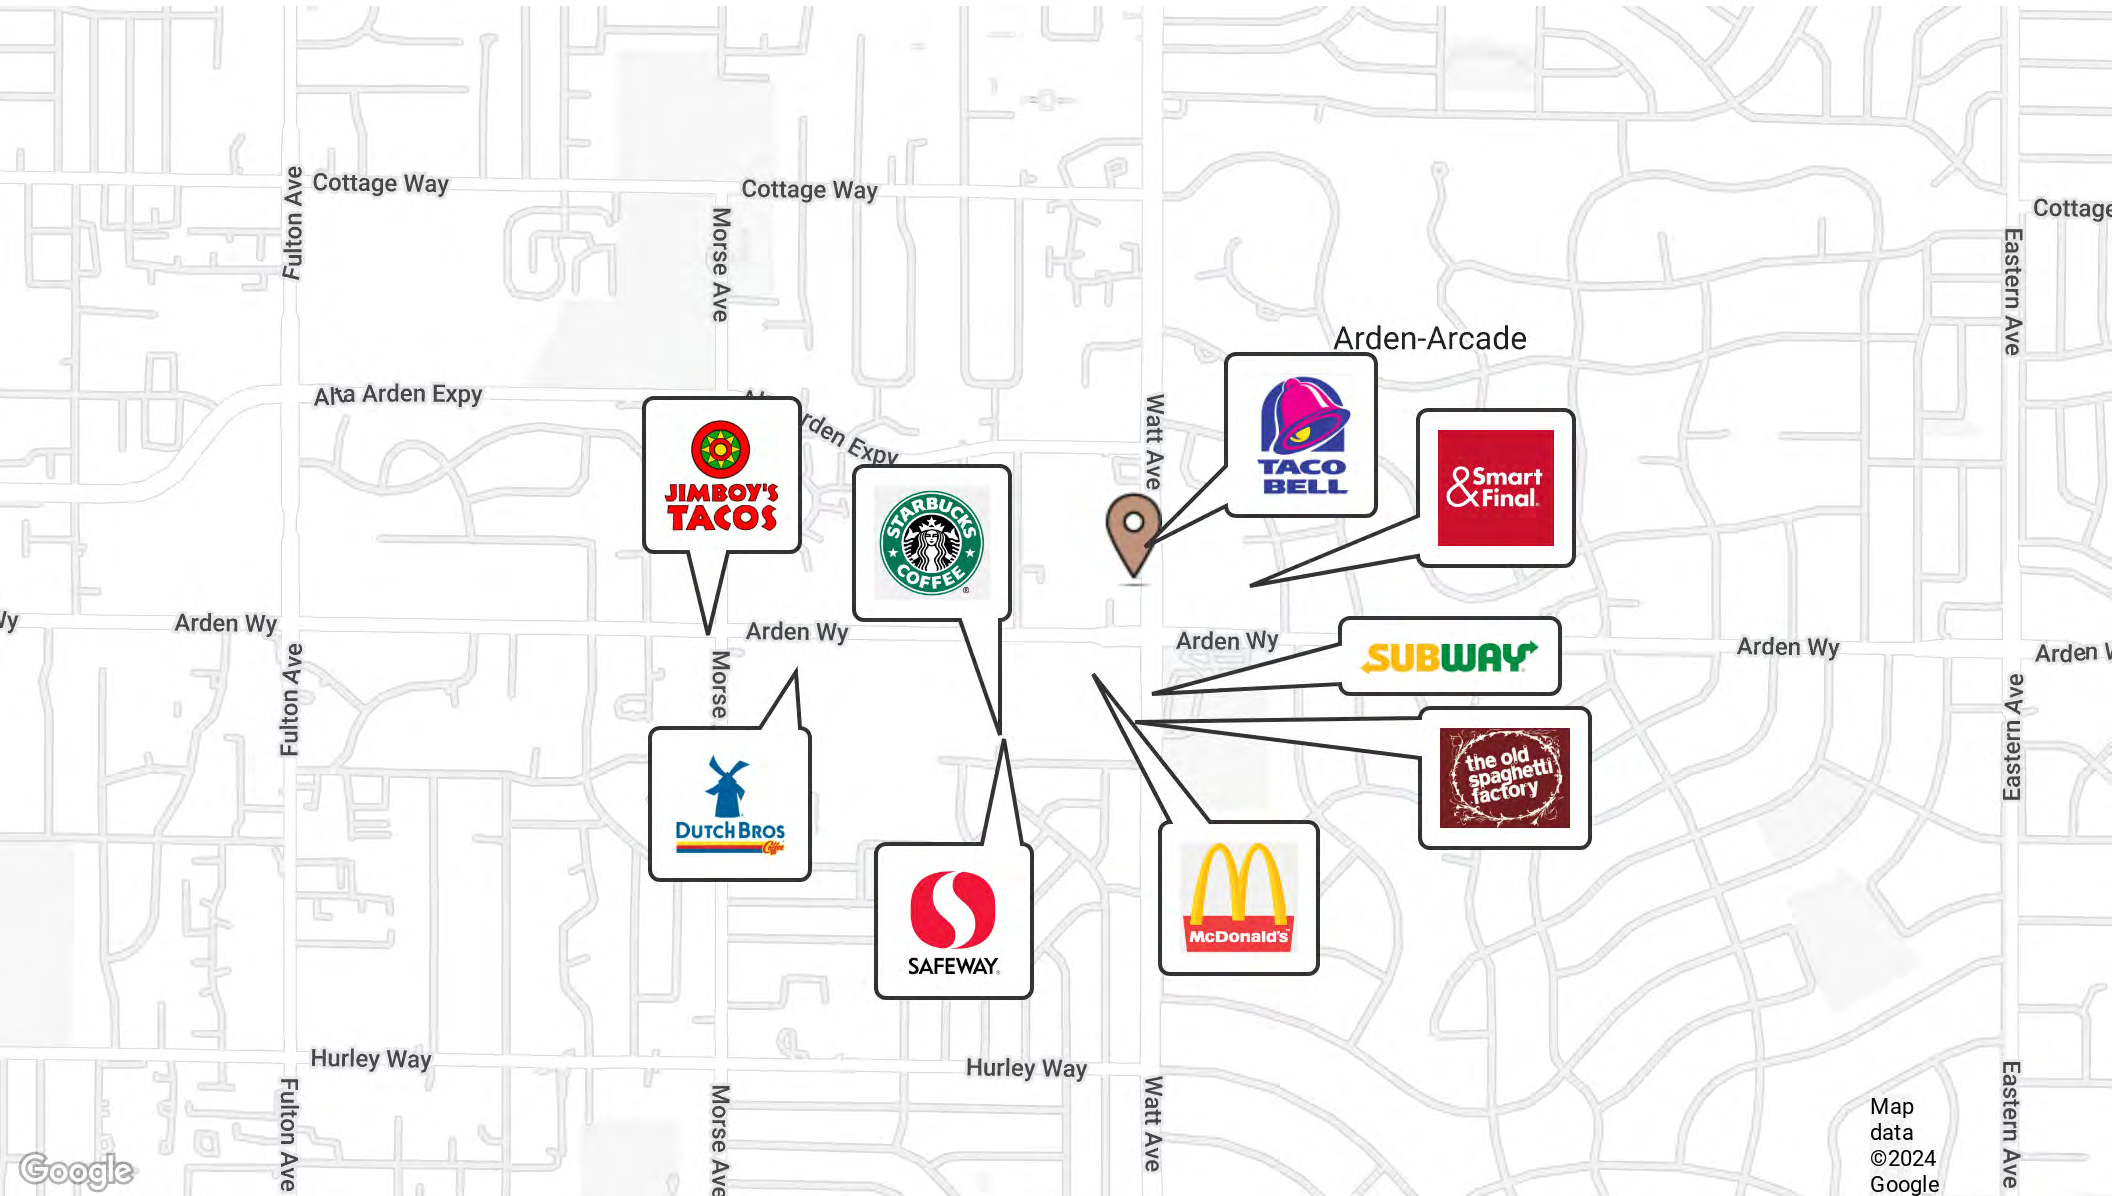 Cottage Way
Cottage Way
Cottage
Fulton Ave
Morse Ave
Eastern Ave
Arden-Arcade
Alta Arden Expy
Arden Expy
Watt Ave
TACO
BELL
&Smart
Final.
JIMBOY'S
TACOS
STARBUCKS
COFFEE
®
Arden Wy
Arden Wy
Arden Wy
Arden Wy
Arden
SUBWAY
Fulton Ave
Morse
Eastern Ave
the old
spaghetti
factory
DUTCH BROS
Coffee
McDonald's
SAFEWAY
Hurley Way
Hurley Way
Fulton Ave
Morse Ave
Watt Ave
Eastern Ave
Map
data
©2024
Google
Google